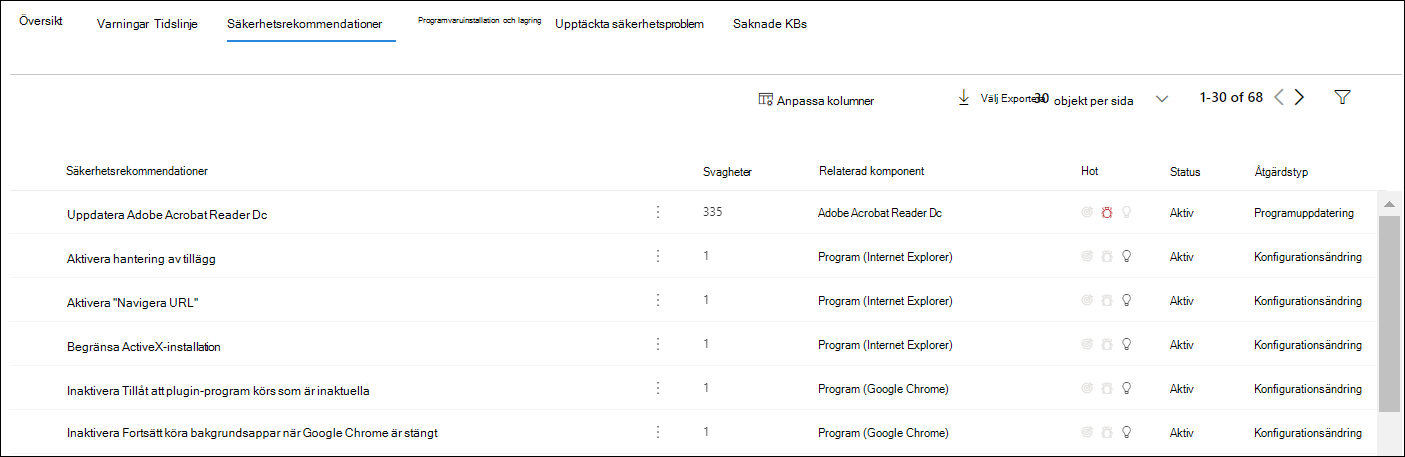 Översikt Varningar Tidslinje Säkerhetsrekommendationer Programvaruinstallation och lagring Upptäckta säkerhetsproblem Saknade KBs
Anpassa kolumner Välj Exportera 30 objekt per sida 1-30 of 68
Säkerhetsrekommendationer Svagheter Relaterad komponent Hot Status Åtgärdstyp
Uppdatera Adobe Acrobat Reader Dc 335 Adobe Acrobat Reader Dc Aktiv Programuppdatering
Aktivera hantering av tillägg 1 Program (Internet Explorer) Aktiv Konfigurationsändring
Aktivera "Navigera URL" 1 Program (Internet Explorer) Aktiv Konfigurationsändring
Begränsa ActiveX-installation 1 Program (Internet Explorer) Aktiv Konfigurationsändring
Inaktivera Tillåt att plugin-program körs som är inaktuella 1 Program (Google Chrome) Aktiv Konfigurationsändring
Inaktivera Fortsätt köra bakgrundsappar när Google Chrome är stängt 1 Program (Google Chrome) Aktiv Konfigurationsändring